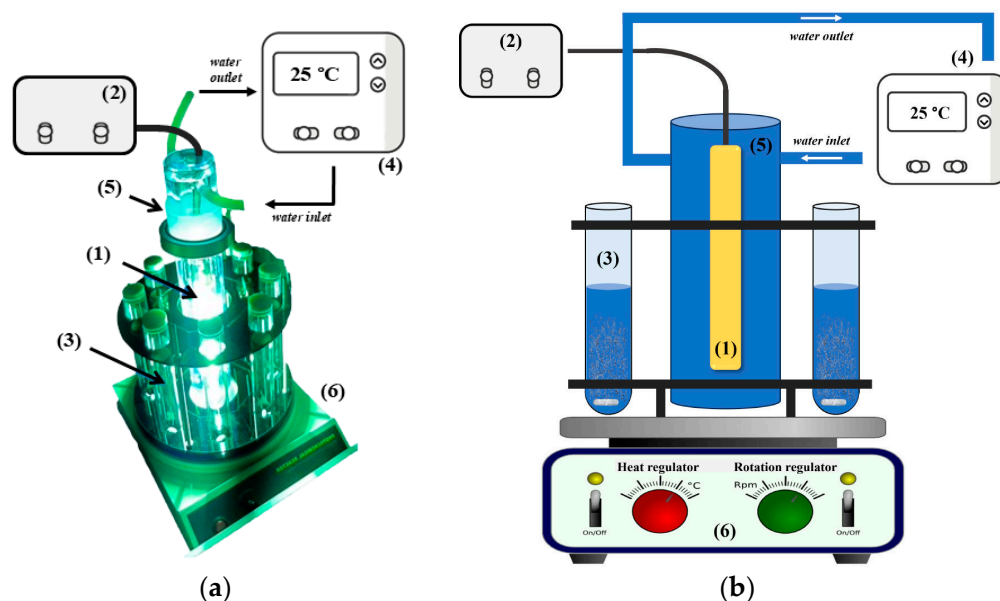 (2)
25 °C
water
outlet
(4)
(5)
water inlet
(1)
(3)
(6)
(a)
water outlet
(2)
(4)
25 °C
(5)
water inlet
(3)
(1)
Heat regulator
Rotation regulator
°C
Rpm
On/Off
(6)
On/Off
(b)